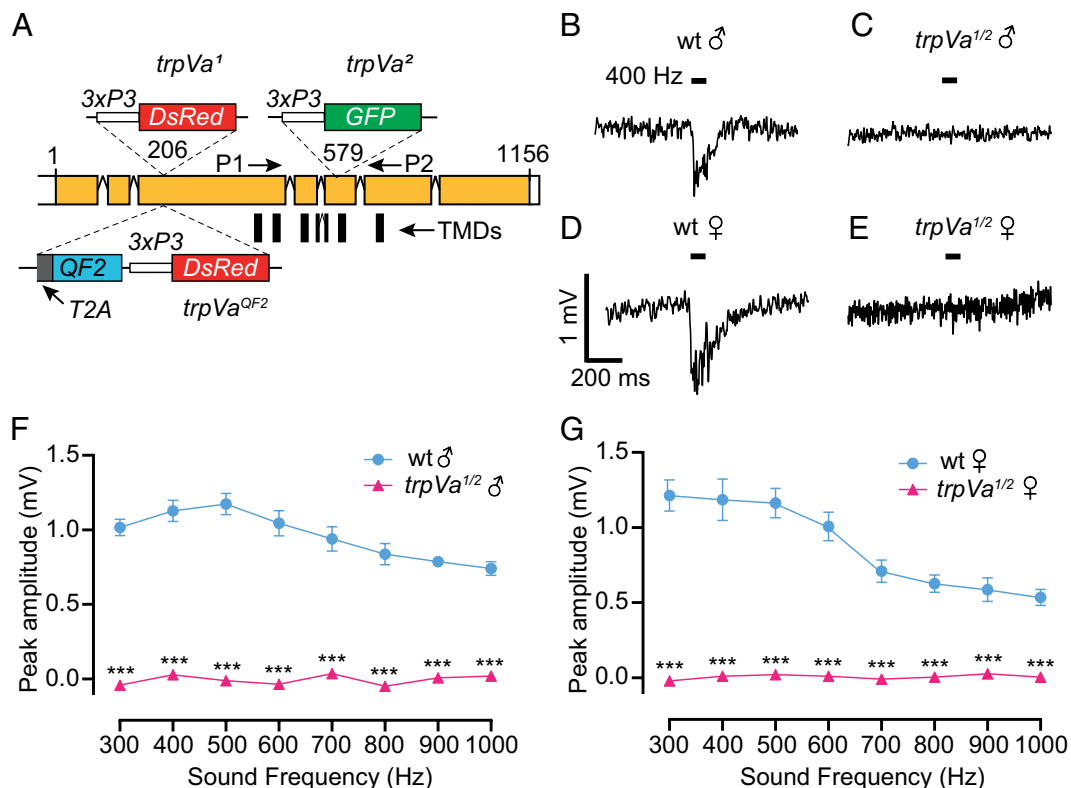 A
trpVa¹
trpVa²
3xP3
DsRed
3xP3
GFP
1
206
P1
579
P2
1156
TMDs
QF2
3xP3
DsRed
T2A
trpVa^QF2
B
wt ♂
400 Hz
C
trpVa^1/2 ♂
D
wt ♀
1 mV
200 ms
E
trpVa^1/2 ♀
F
wt ♂
trpVa^1/2 ♂
Peak amplitude (mV)
1.5
1.0
0.5
0.0
*** *** *** *** *** *** *** ***
300 400 500 600 700 800 900 1000
Sound Frequency (Hz)
G
wt ♀
trpVa^1/2 ♀
Peak amplitude (mV)
1.5
1.0
0.5
0.0
*** *** *** *** *** *** *** ***
300 400 500 600 700 800 900 1000
Sound Frequency (Hz)